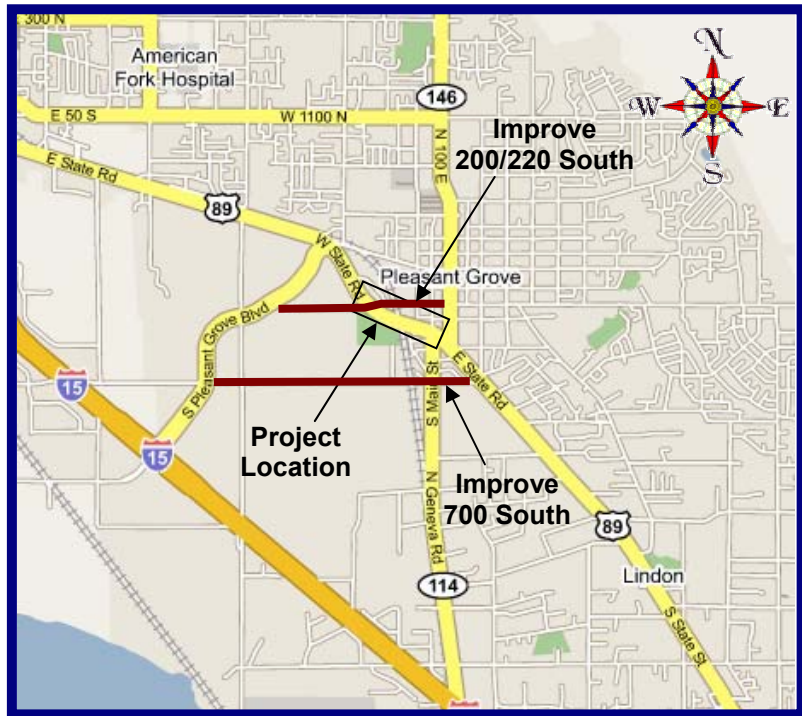 E 300 N
American
Fork Hospital
E 50 S
W 1100 N
146
N 100 E
N
W
E
S
Improve
200/220 South
E State Rd
89
W State Rd
Pleasant Grove
S Pleasant Grove Blvd
E State Rd
S Main St
15
15
Project
Location
Improve
700 South
N Geneva Rd
89
114
Lindon
S State St